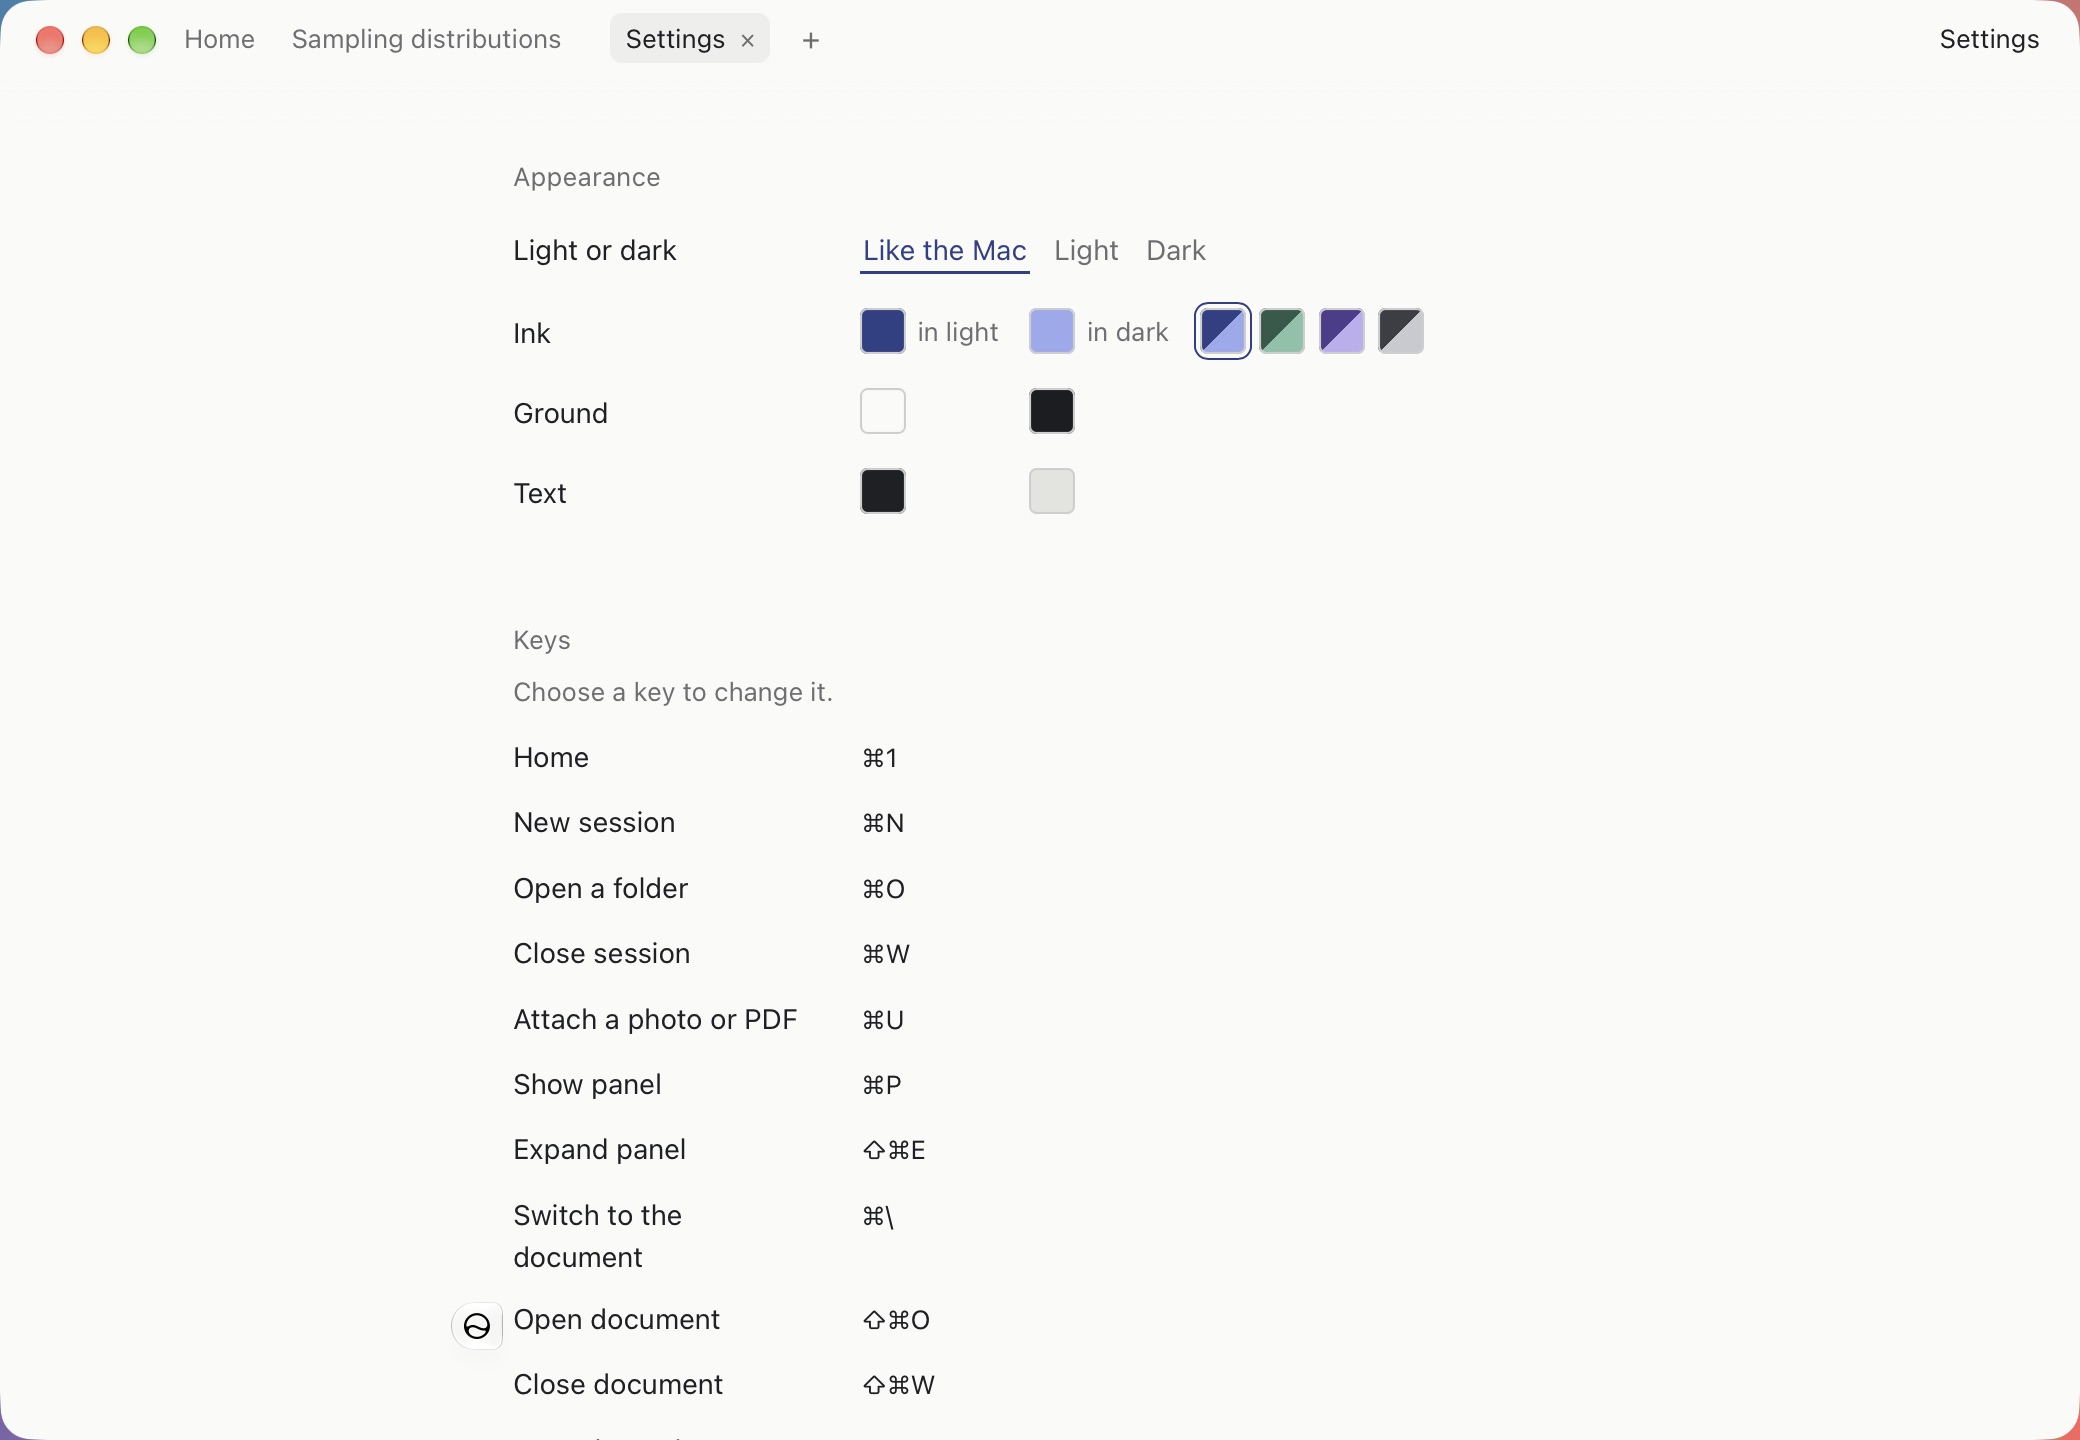 Home Sampling distributions Settings × + Settings
Appearance
Light or dark Like the Mac Light Dark
Ink in light in dark
Ground
Text
Keys
Choose a key to change it.
Home ⌘1
New session ⌘N
Open a folder ⌘O
Close session ⌘W
Attach a photo or PDF ⌘U
Show panel ⌘P
Expand panel ⇧⌘E
Switch to the ⌘\
document
Open document ⇧⌘O
Close document ⇧⌘W